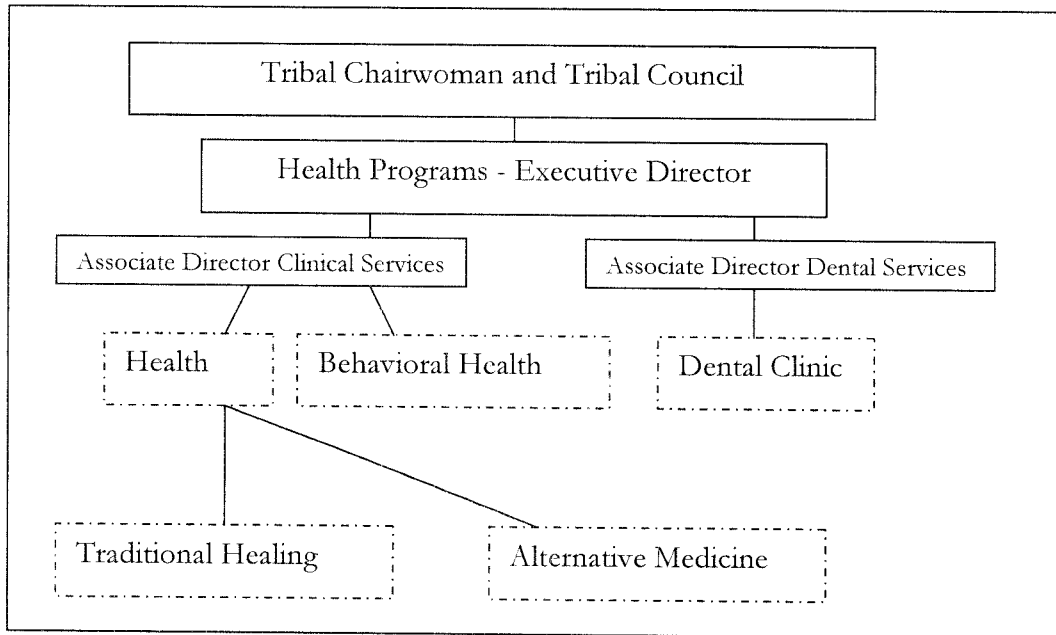 Tribal Chairwoman and Tribal Council
Health Programs - Executive Director
Associate Director Clinical Services
Associate Director Dental Services
Health
Behavioral Health
Dental Clinic
Traditional Healing
Alternative Medicine